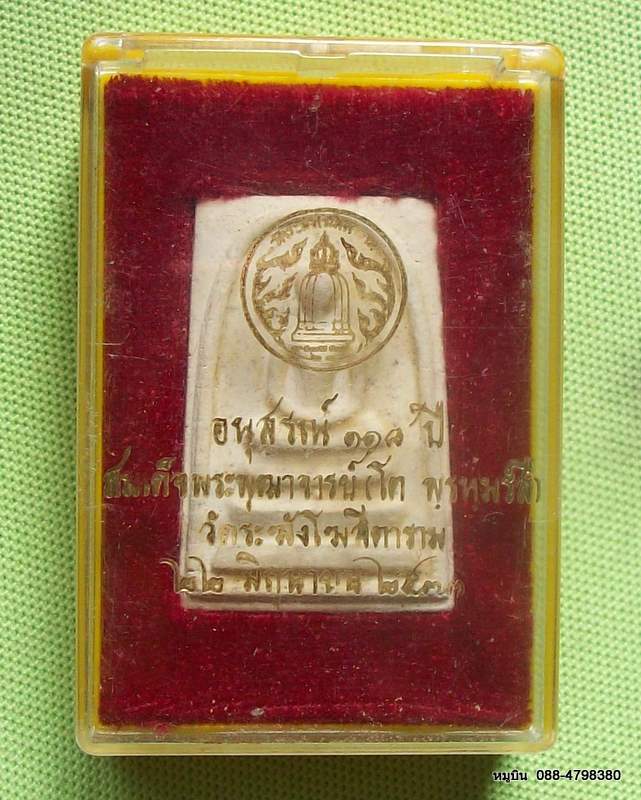 อนุสรณ์ ๑๑๘ ปี
สมเด็จพระพุฒาจารย์(โต พฺรหฺมรํสี)
วัดระฆังโฆสิตาราม
๒๒ มิถุนายน ๒๕๓๓
หมูบิน 088-4798380